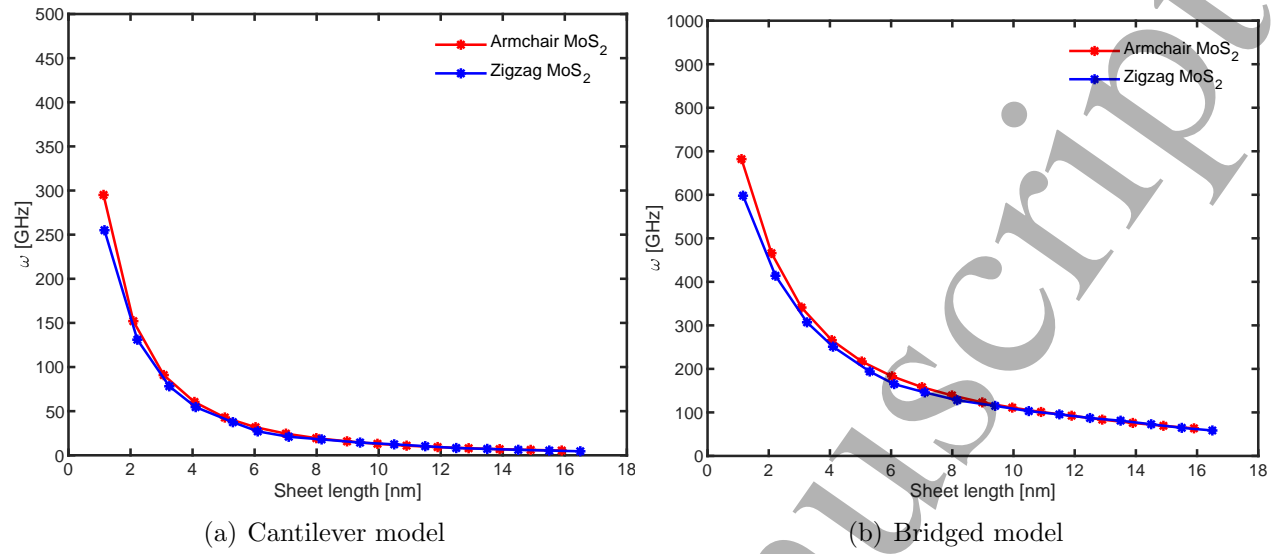 500
450
400
350
300
250
200
150
100
50
0
ω [GHz]
0 2 4 6 8 10 12 14 16 18
Sheet length [nm]
Armchair MoS2
Zigzag MoS2
(a) Cantilever model
1000
900
800
700
600
500
400
300
200
100
0
ω [GHz]
0 2 4 6 8 10 12 14 16 18
Sheet length [nm]
Armchair MoS2
Zigzag MoS2
(b) Bridged model
uscript